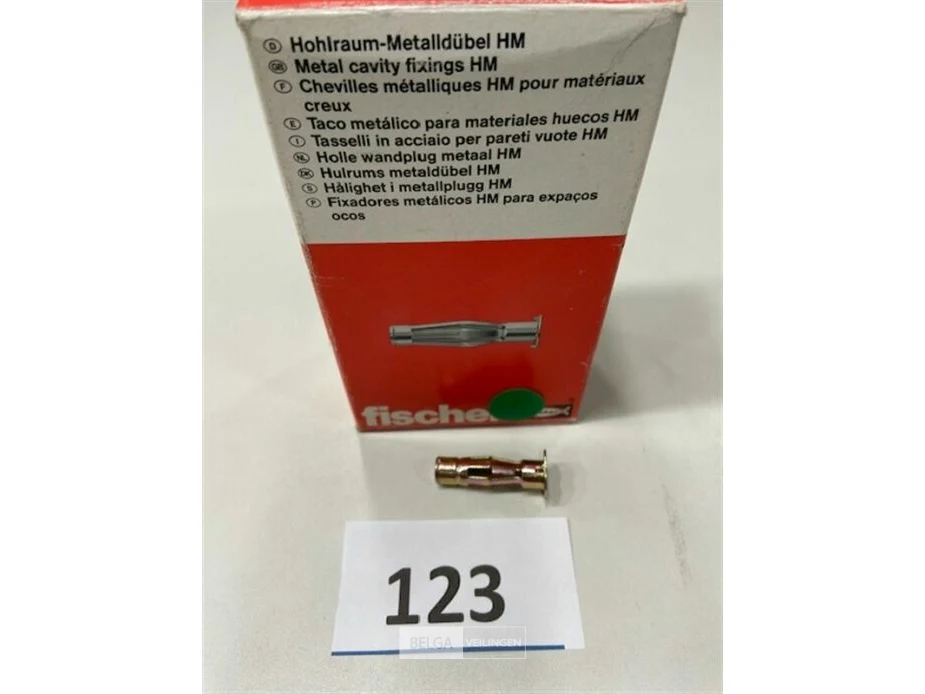 D Hohlraum-Metalldübel HM
GB Metal cavity fixings HM
F Chevilles métalliques HM pour matériaux
creux
E Taco metálico para materiales huecos HM
I Tasselli in acciaio per pareti vuote HM
NL Holle wandplug metaal HM
DK Hulrums metaldübel HM
S Hålighet i metallplugg HM
P Fixadores metálicos HM para expaços
ocos
fische
123
BELGA VEILINGEN